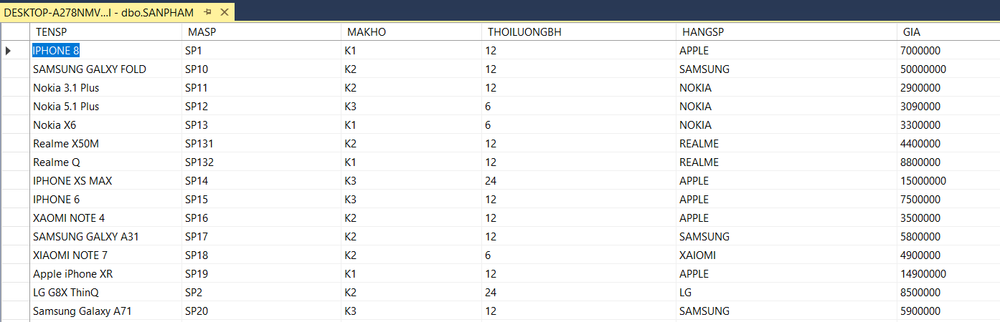 DESKTOP-A278NMV...I - dbo.SANPHAM
TENSP MASP MAKHO THOILUONGBH HANGSP GIA
IPHONE 8 SP1 K1 12 APPLE 7000000
SAMSUNG GALXY FOLD SP10 K2 12 SAMSUNG 50000000
Nokia 3.1 Plus SP11 K2 12 NOKIA 2900000
Nokia 5.1 Plus SP12 K3 6 NOKIA 3090000
Nokia X6 SP13 K1 6 NOKIA 3300000
Realme X50M SP131 K2 12 REALME 4400000
Realme Q SP132 K1 12 REALME 8800000
IPHONE XS MAX SP14 K3 24 APPLE 15000000
IPHONE 6 SP15 K3 12 APPLE 7500000
XAOMI NOTE 4 SP16 K2 12 APPLE 3500000
SAMSUNG GALXY A31 SP17 K2 12 SAMSUNG 5800000
XIAOMI NOTE 7 SP18 K2 6 XAIOMI 4900000
Apple iPhone XR SP19 K1 12 APPLE 14900000
LG G8X ThinQ SP2 K2 24 LG 8500000
Samsung Galaxy A71 SP20 K3 12 SAMSUNG 5900000